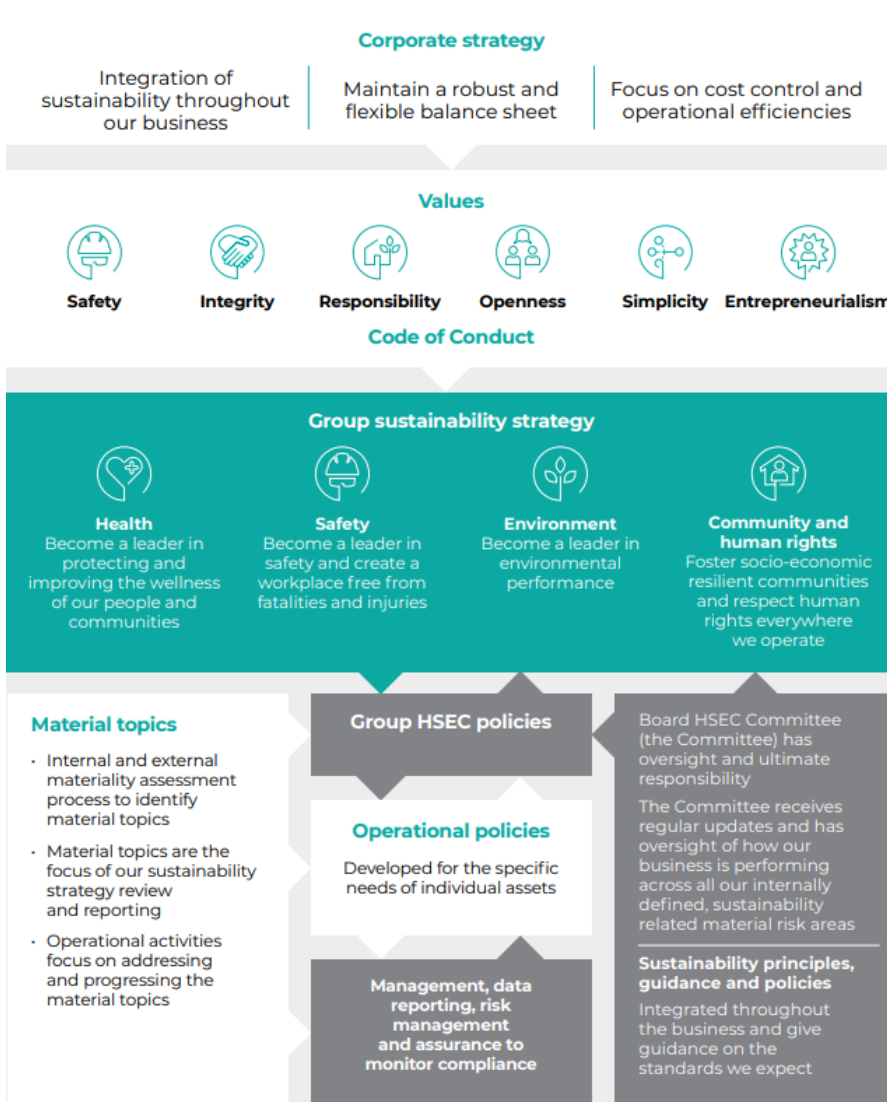 Corporate strategy
Integration of
sustainability throughout
our business
Maintain a robust and
flexible balance sheet
Focus on cost control and
operational efficiencies
Values
Safety
Integrity
Responsibility
Openness
Simplicity
Entrepreneurialism
Code of Conduct
Group sustainability strategy
Health
Become a leader in
protecting and
improving the wellness
of our people and
communities
Safety
Become a leader in
safety and create a
workplace free from
fatalities and injuries
Environment
Become a leader in
environmental
performance
Community and
human rights
Foster socio-economic
resilient communities
and respect human
rights everywhere
we operate
Material topics
• Internal and external
materiality assessment
process to identify
material topics
• Material topics are the
focus of our sustainability
strategy review
and reporting
• Operational activities
focus on addressing
and progressing the
material topics
Group HSEC policies
Operational policies
Developed for the specific
needs of individual assets
Management, data
reporting, risk
management
and assurance to
monitor compliance
Board HSEC Committee
(the Committee) has
oversight and ultimate
responsibility
The Committee receives
regular updates and has
oversight of how our
business is performing
across all our internally
defined, sustainability
related material risk areas
Sustainability principles,
guidance and policies
Integrated throughout
the business and give
guidance on the
standards we expect